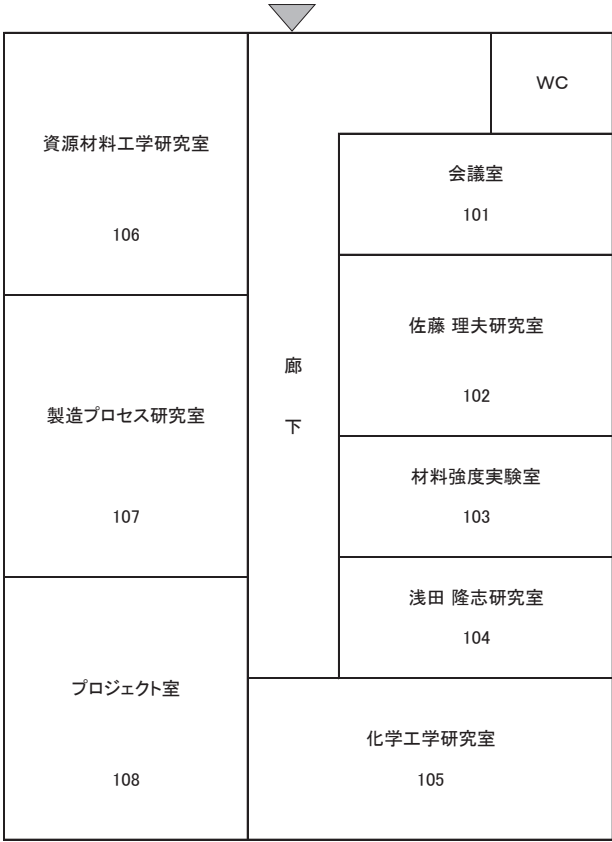 WC
資源材料工学研究室
106
会議室
101
佐藤 理夫研究室
102
廊
下
製造プロセス研究室
107
材料強度実験室
103
浅田 隆志研究室
104
プロジェクト室
108
化学工学研究室
105